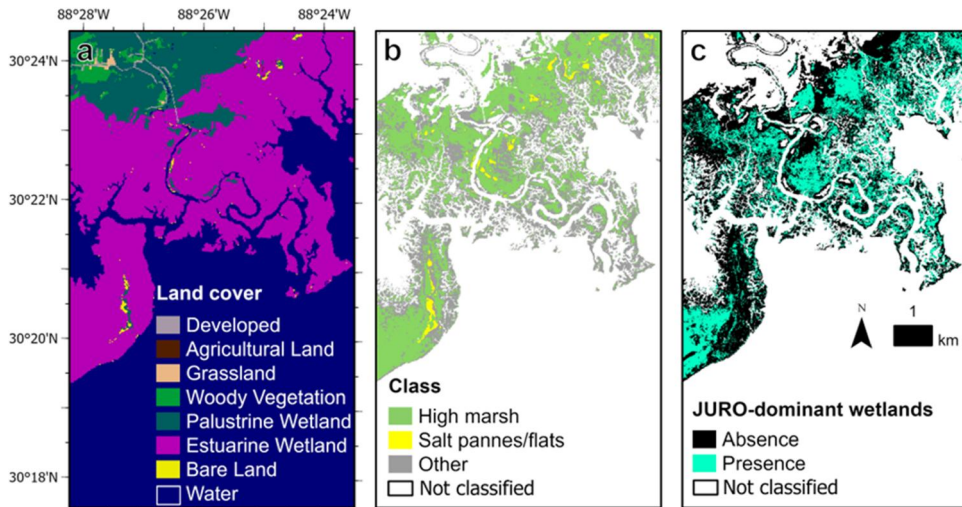 88°28'W 88°26'W 88°24'W
30°24'N
30°22'N
30°20'N
30°18'N
a
Land cover
Developed
Agricultural Land
Grassland
Woody Vegetation
Palustrine Wetland
Estuarine Wetland
Bare Land
Water
b
Class
High marsh
Salt pannes/flats
Other
Not classified
c
N
1
km
JURO-dominant wetlands
Absence
Presence
Not classified